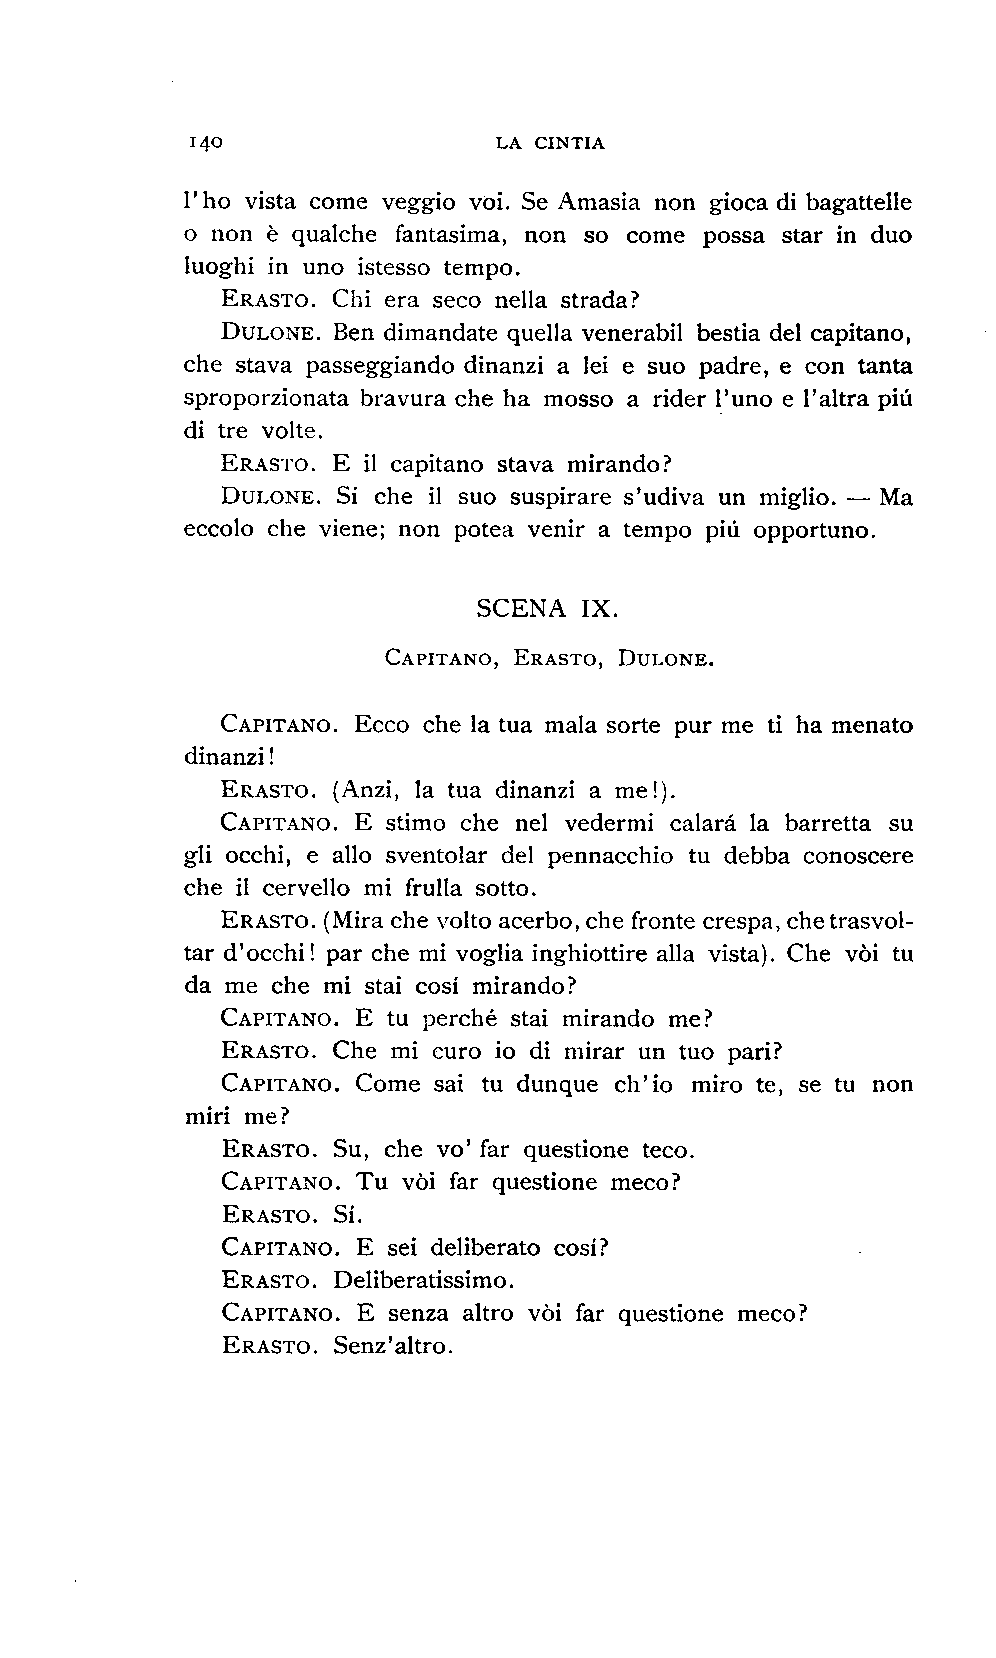 140 LA CINTIA
l'ho vista come veggio voi. Se Amasia non gioca di bagattelle
o non è qualche fantasima, non so come possa star in duo
luoghi in uno istesso tempo.
ERASTO. Chi era seco nella strada?
DULONE. Ben dimandate quella venerabil bestia del capitano,
che stava passeggiando dinanzi a lei e suo padre, e con tanta
sproporzionata bravura che ha mosso a rider l'uno e l'altra piú
di tre volte.
ERASTO. E il capitano stava mirando?
DULONE. Si che il suo suspirare s'udiva un miglio. — Ma
eccolo che viene; non potea venir a tempo piú opportuno.
SCENA IX.
CAPITANO, ERASTO, DULONE.
CAPITANO. Ecco che la tua mala sorte pur me ti ha menato
dinanzi!
ERASTO. (Anzi, la tua dinanzi a me!).
CAPITANO. E stimo che nel vedermi calará la barretta su
gli occhi, e allo sventolar del pennacchio tu debba conoscere
che il cervello mi frulla sotto.
ERASTO. (Mira che volto acerbo, che fronte crespa, che trasvol-
tar d'occhi! par che mi voglia inghiottire alla vista). Che vòi tu
da me che mi stai cosí mirando?
CAPITANO. E tu perché stai mirando me?
ERASTO. Che mi curo io di mirar un tuo pari?
CAPITANO. Come sai tu dunque ch'io miro te, se tu non
miri me?
ERASTO. Su, che vo' far questione teco.
CAPITANO. Tu vòi far questione meco?
ERASTO. Sí.
CAPITANO. E sei deliberato cosí?
ERASTO. Deliberatissimo.
CAPITANO. E senza altro vòi far questione meco?
ERASTO. Senz'altro.